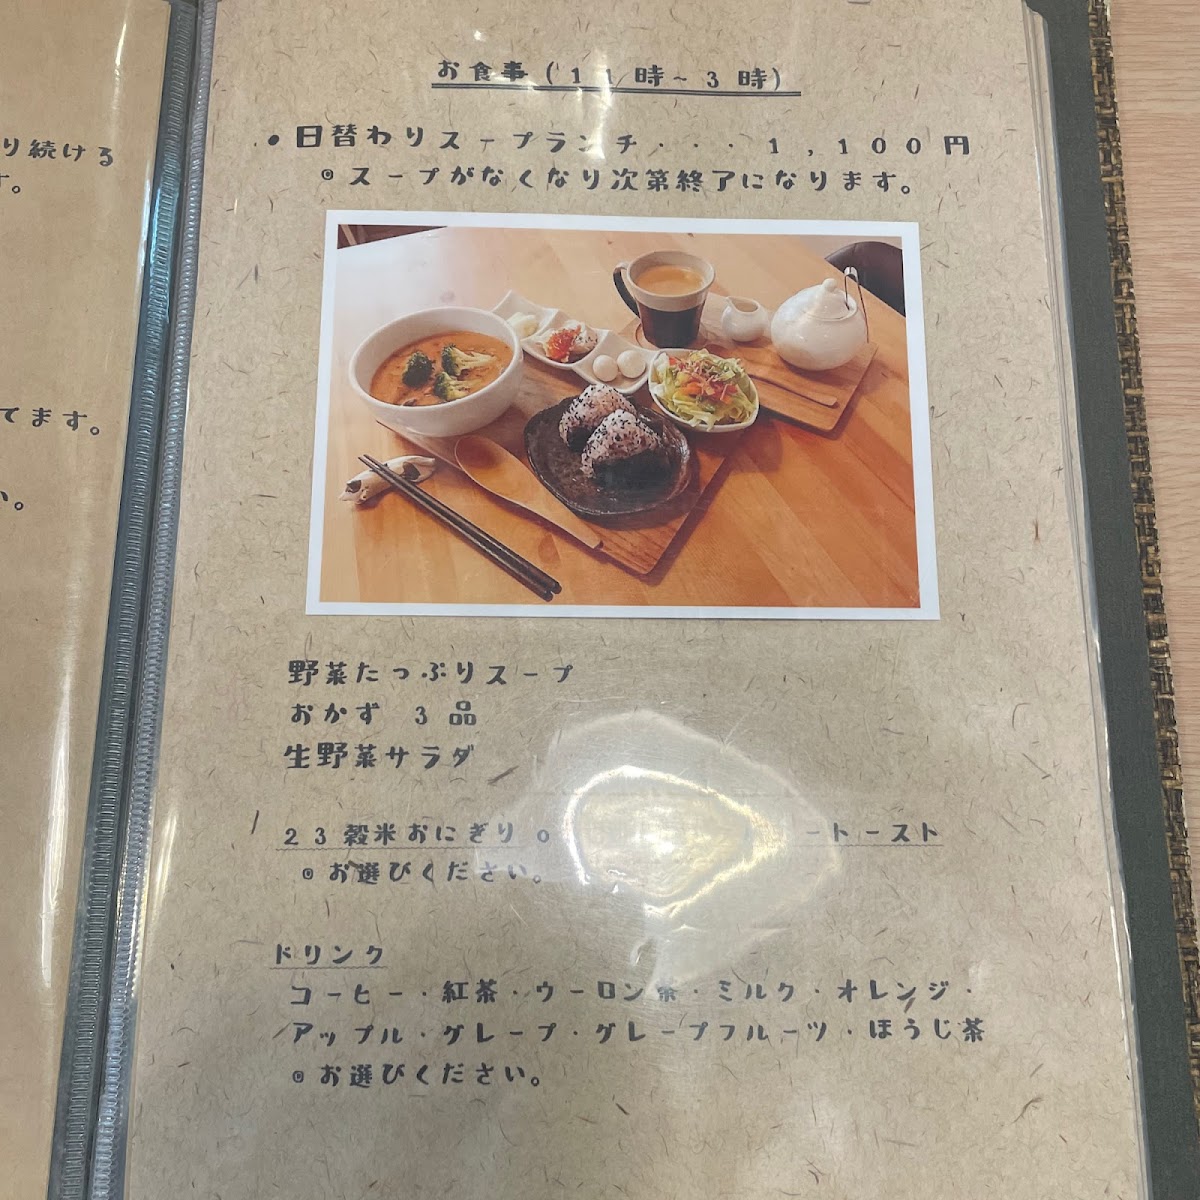 り続ける
す。
てます。
い。
お食事(11時~3時)
●日替わりスープランチ・・・1,100円
◎スープがなくなり次第終了になります。
野菜たっぷりスープ
おかず 3品
生野菜サラダ
23穀米おにぎり ートースト
◎お選びください。
ドリンク
コーヒー・紅茶・ウーロン茶・ミルク・オレンジ・
アップル・グレープ・グレープフルーツ・ほうじ茶
◎お選びください。